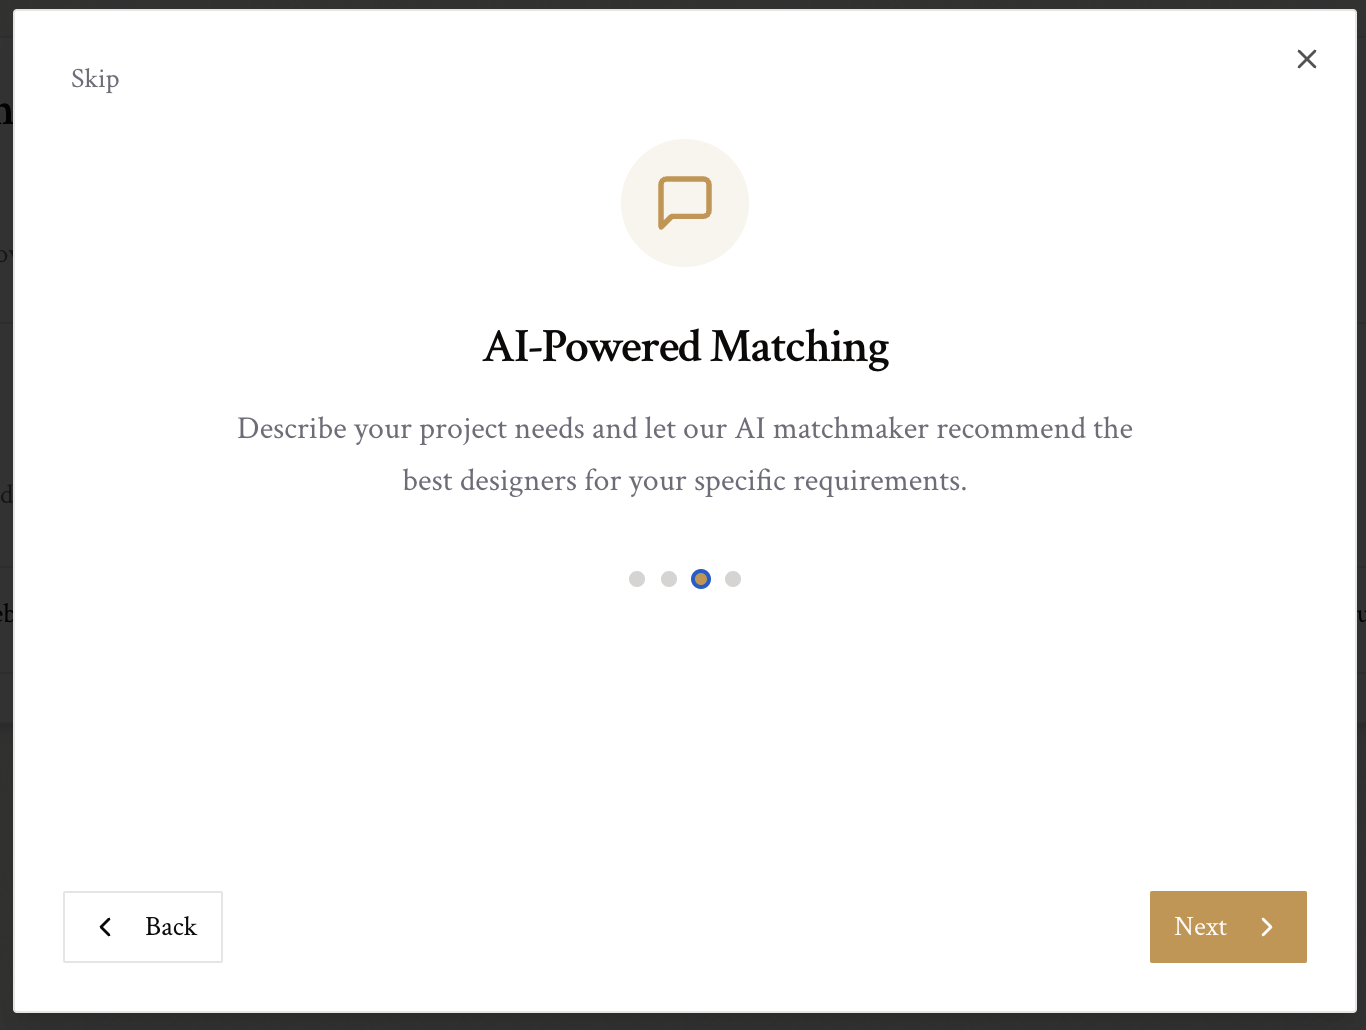 Skip
AI-Powered Matching
Describe your project needs and let our AI matchmaker recommend the
best designers for your specific requirements.
Back
Next